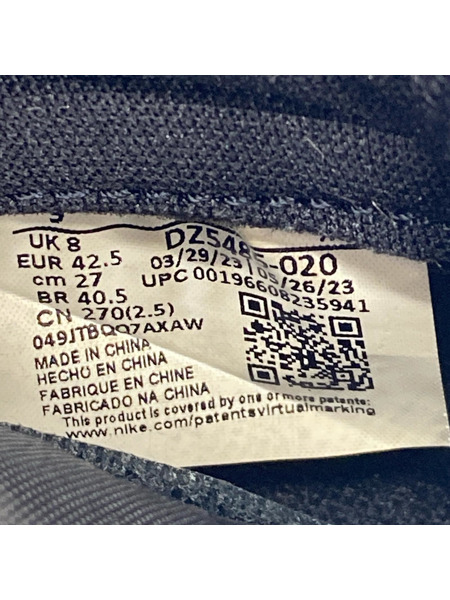 UK 8
EUR 42.5
cm 27
BR 40.5
CN 270(2.5)
DZ5485-020
03/29/23 05/26/23
UPC 00196608235941
MADE IN CHINA
HECHO EN CHINA
FABRIQUE EN CHINE
FABRICADO NA CHINA
This product is covered by one or more patents:
www.nike.com/patentsvirtualmarking